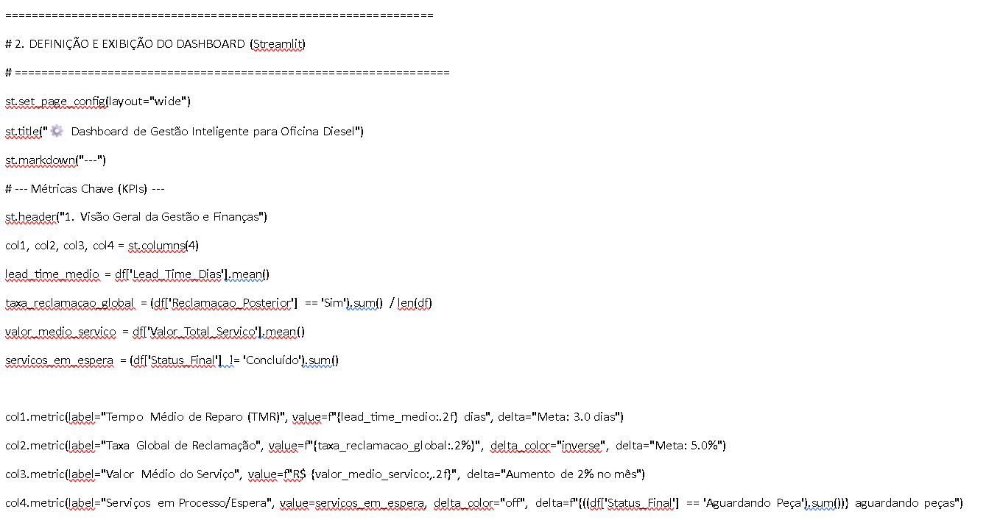 =================================================================
# 2. DEFINIÇÃO E EXIBIÇÃO DO DASHBOARD (Streamlit)
# ==================================================================
st.set_page_config(layout="wide")
st.title("⚙️ Dashboard de Gestão Inteligente para Oficina Diesel")
st.markdown("---")
# --- Métricas Chave (KPIs) ---
st.header("1. Visão Geral da Gestão e Finanças")
col1, col2, col3, col4 = st.columns(4)
lead_time_medio = df['Lead_Time_Dias'].mean()
taxa_reclamacao_global = (df['Reclamacao_Posterior'] == 'Sim').sum() / len(df)
valor_medio_servico = df['Valor_Total_Servico'].mean()
servicos_em_espera = (df['Status_Final'] != 'Concluído').sum()
col1.metric(label="Tempo Médio de Reparo (TMR)", value=f"{lead_time_medio:.2f} dias", delta="Meta: 3.0 dias")
col2.metric(label="Taxa Global de Reclamação", value=f"{taxa_reclamacao_global:.2%}", delta_color="inverse", delta="Meta: 5.0%")
col3.metric(label="Valor Médio do Serviço", value=f"R$ {valor_medio_servico:,.2f}", delta="Aumento de 2% no mês")
col4.metric(label="Serviços em Processo/Espera", value=servicos_em_espera, delta_color="off", delta=f"{((df['Status_Final'] == 'Aguardando Peça').sum())} aguardando peças")